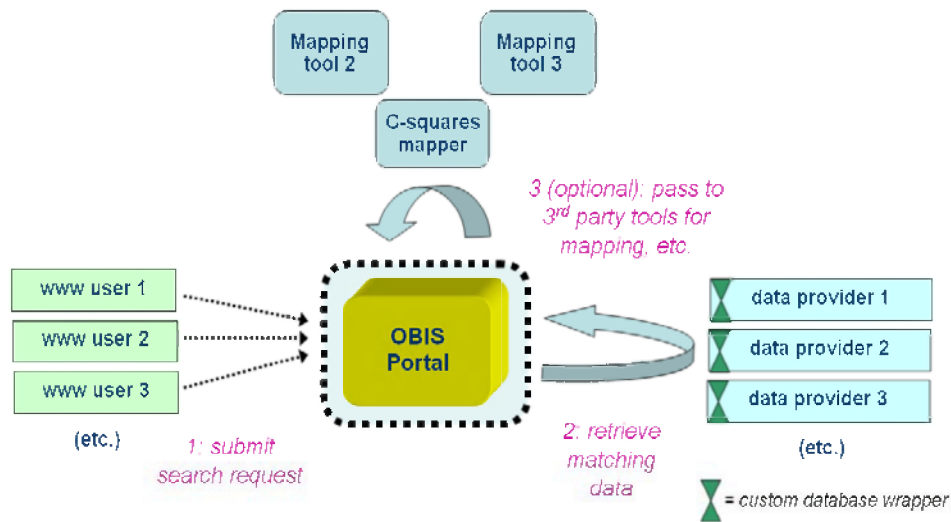 Mapping
tool 2
Mapping
tool 3
C-squares
mapper
3 (optional): pass to
3rd party tools for
mapping, etc.
www user 1
www user 2
www user 3
(etc.)
1: submit
search request
OBIS
Portal
data provider 1
data provider 2
data provider 3
(etc.)
2: retrieve
matching
data
= custom database wrapper